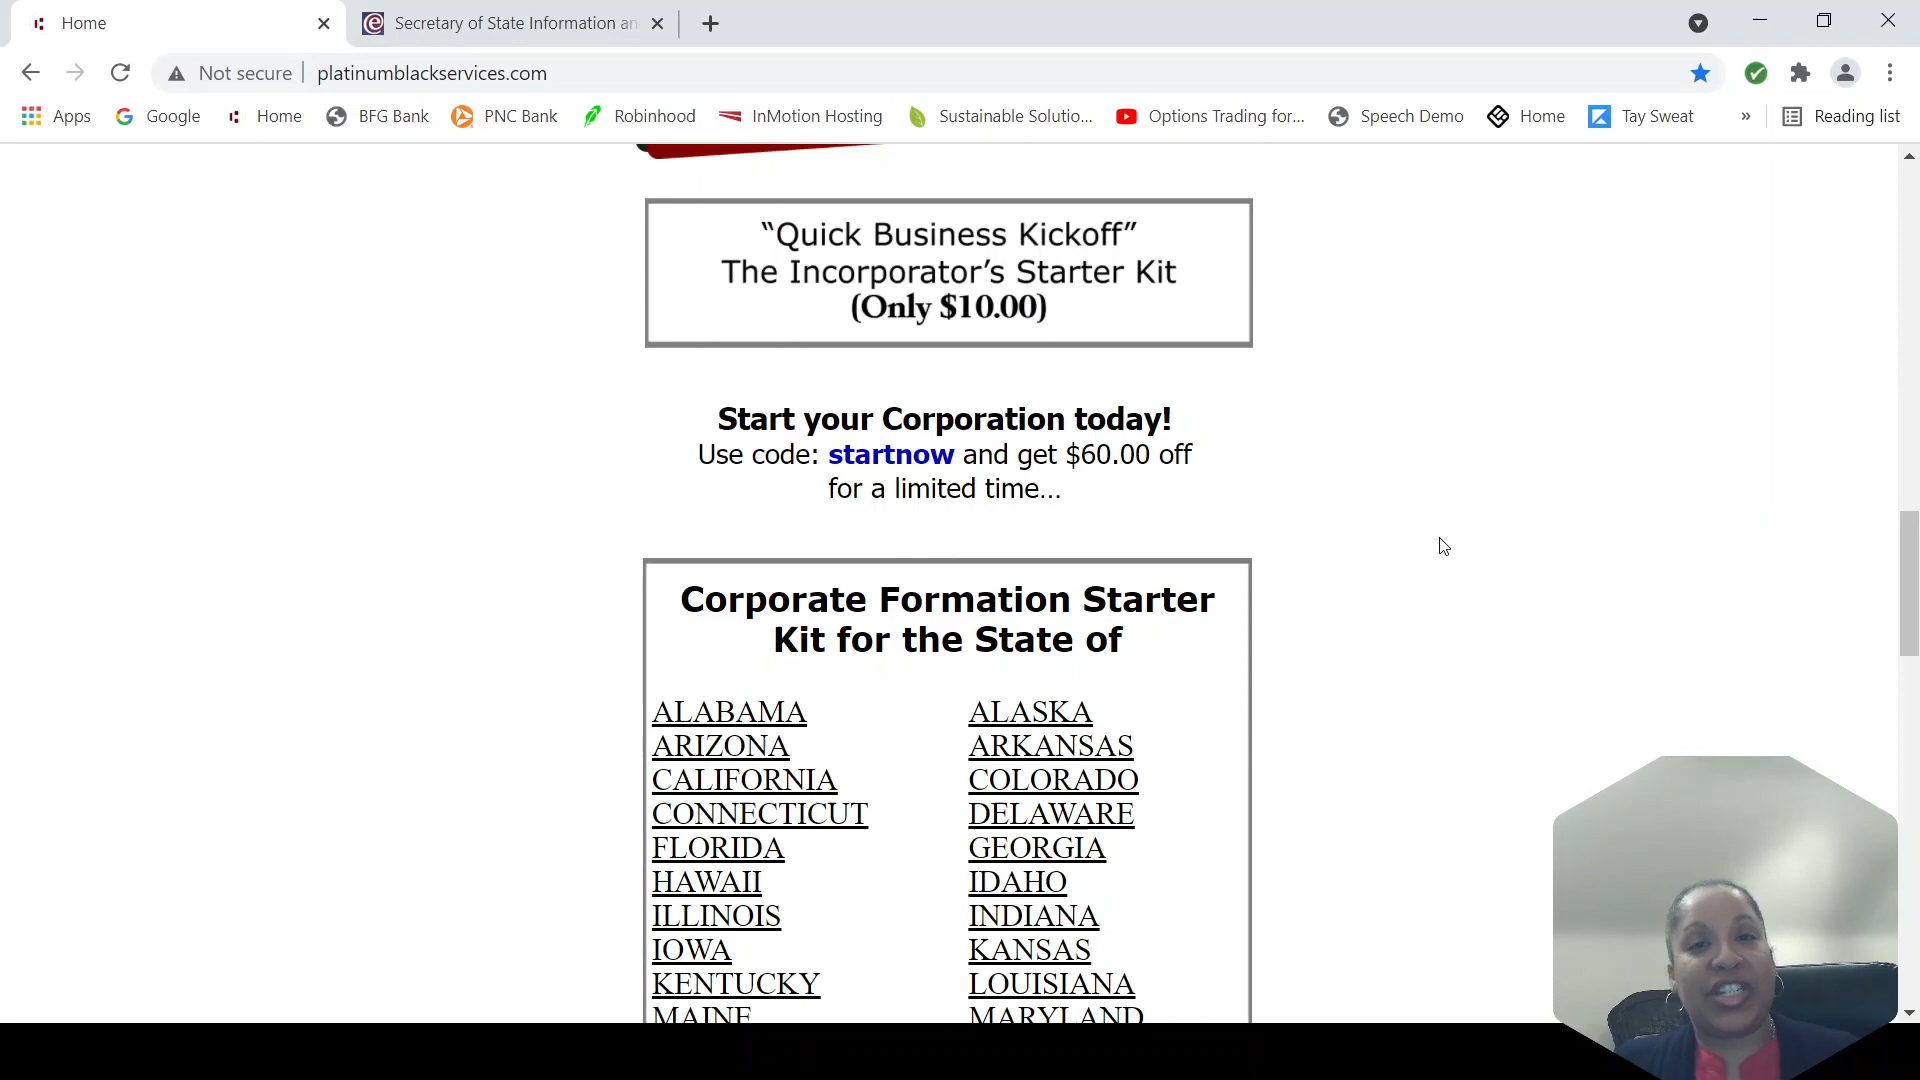 Home
Secretary of State Information an
Not secure
platinumblackservices.com
Apps
Google
Home
BFG Bank
PNC Bank
Robinhood
InMotion Hosting
Sustainable Solutio...
Options Trading for...
Speech Demo
Home
Tay Sweat
»
Reading list
“Quick Business Kickoff”
The Incorporator’s Starter Kit
(Only $10.00)
Start your Corporation today!
Use code: startnow and get $60.00 off
for a limited time...
Corporate Formation Starter
Kit for the State of
ALABAMA
ALASKA
ARIZONA
ARKANSAS
CALIFORNIA
COLORADO
CONNECTICUT
DELAWARE
FLORIDA
GEORGIA
HAWAII
IDAHO
ILLINOIS
INDIANA
IOWA
KANSAS
KENTUCKY
LOUISIANA
MAINE
MARYLAND